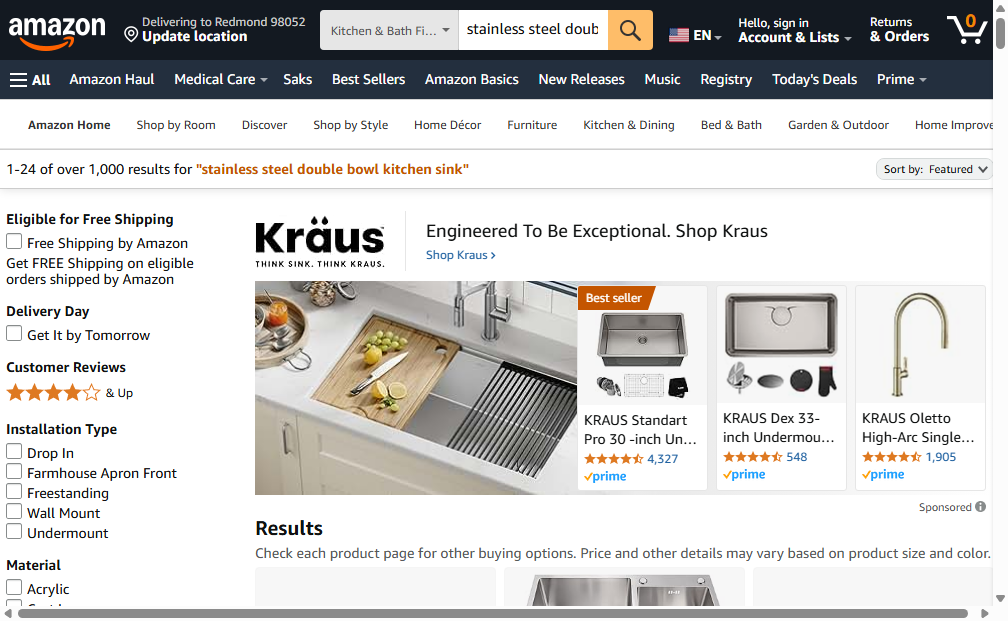 amazon
Delivering to Redmond 98052
Update location
Kitchen & Bath Fi...
stainless steel doub
EN
Hello, sign in
Account & Lists
Returns
& Orders
0
All
Amazon Haul
Medical Care
Saks
Best Sellers
Amazon Basics
New Releases
Music
Registry
Today's Deals
Prime
Amazon Home
Shop by Room
Discover
Shop by Style
Home Décor
Furniture
Kitchen & Dining
Bed & Bath
Garden & Outdoor
Home Improve
1-24 of over 1,000 results for "stainless steel double bowl kitchen sink"
Sort by: Featured
Eligible for Free Shipping
Free Shipping by Amazon
Get FREE Shipping on eligible
orders shipped by Amazon
Delivery Day
Get It by Tomorrow
Customer Reviews
& Up
Installation Type
Drop In
Farmhouse Apron Front
Freestanding
Wall Mount
Undermount
Material
Acrylic
Kräus
THINK SINK. THINK KRAUS.
Engineered To Be Exceptional. Shop Kraus
Shop Kraus
Best seller
KRAUS Standart
Pro 30 -inch Un...
4,327
prime
KRAUS Dex 33-
inch Undermou...
548
prime
KRAUS Oletto
High-Arc Single...
1,905
prime
Sponsored
Results
Check each product page for other buying options. Price and other details may vary based on product size and color.